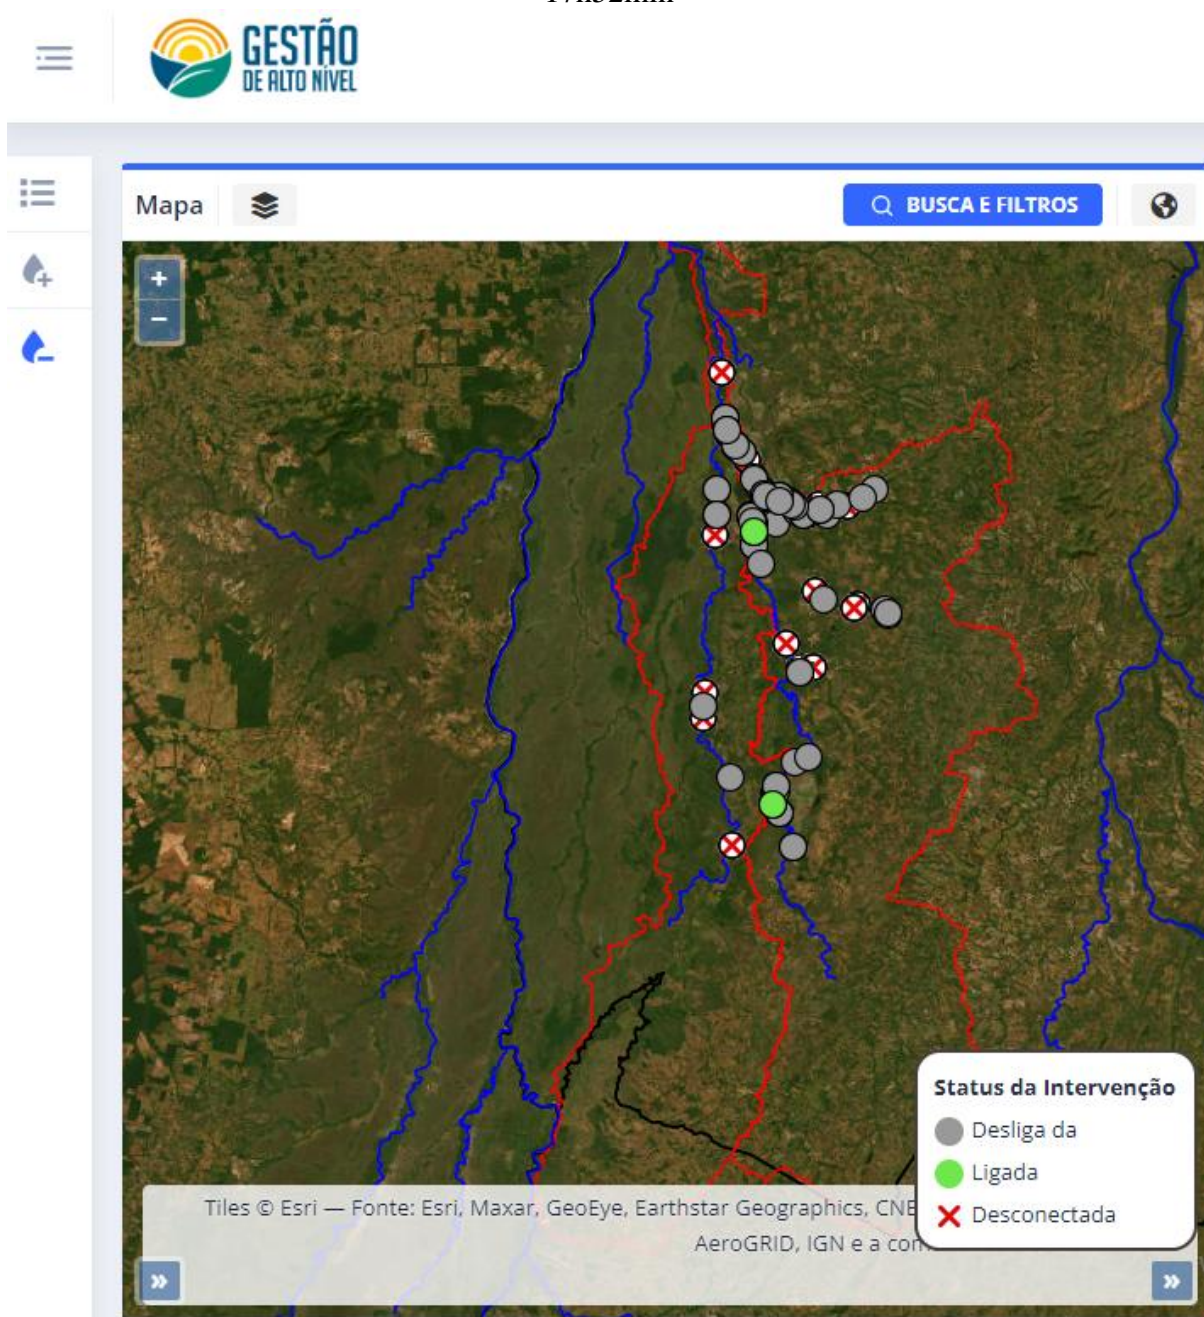 GESTÃO
DE ALTO NÍVEL
Mapa
BUSCA E FILTROS
+
−
Status da Intervenção
Desliga da
Ligada
Desconectada
Tiles © Esri — Fonte: Esri, Maxar, GeoEye, Earthstar Geographics, CNE
AeroGRID, IGN e a com
»
»